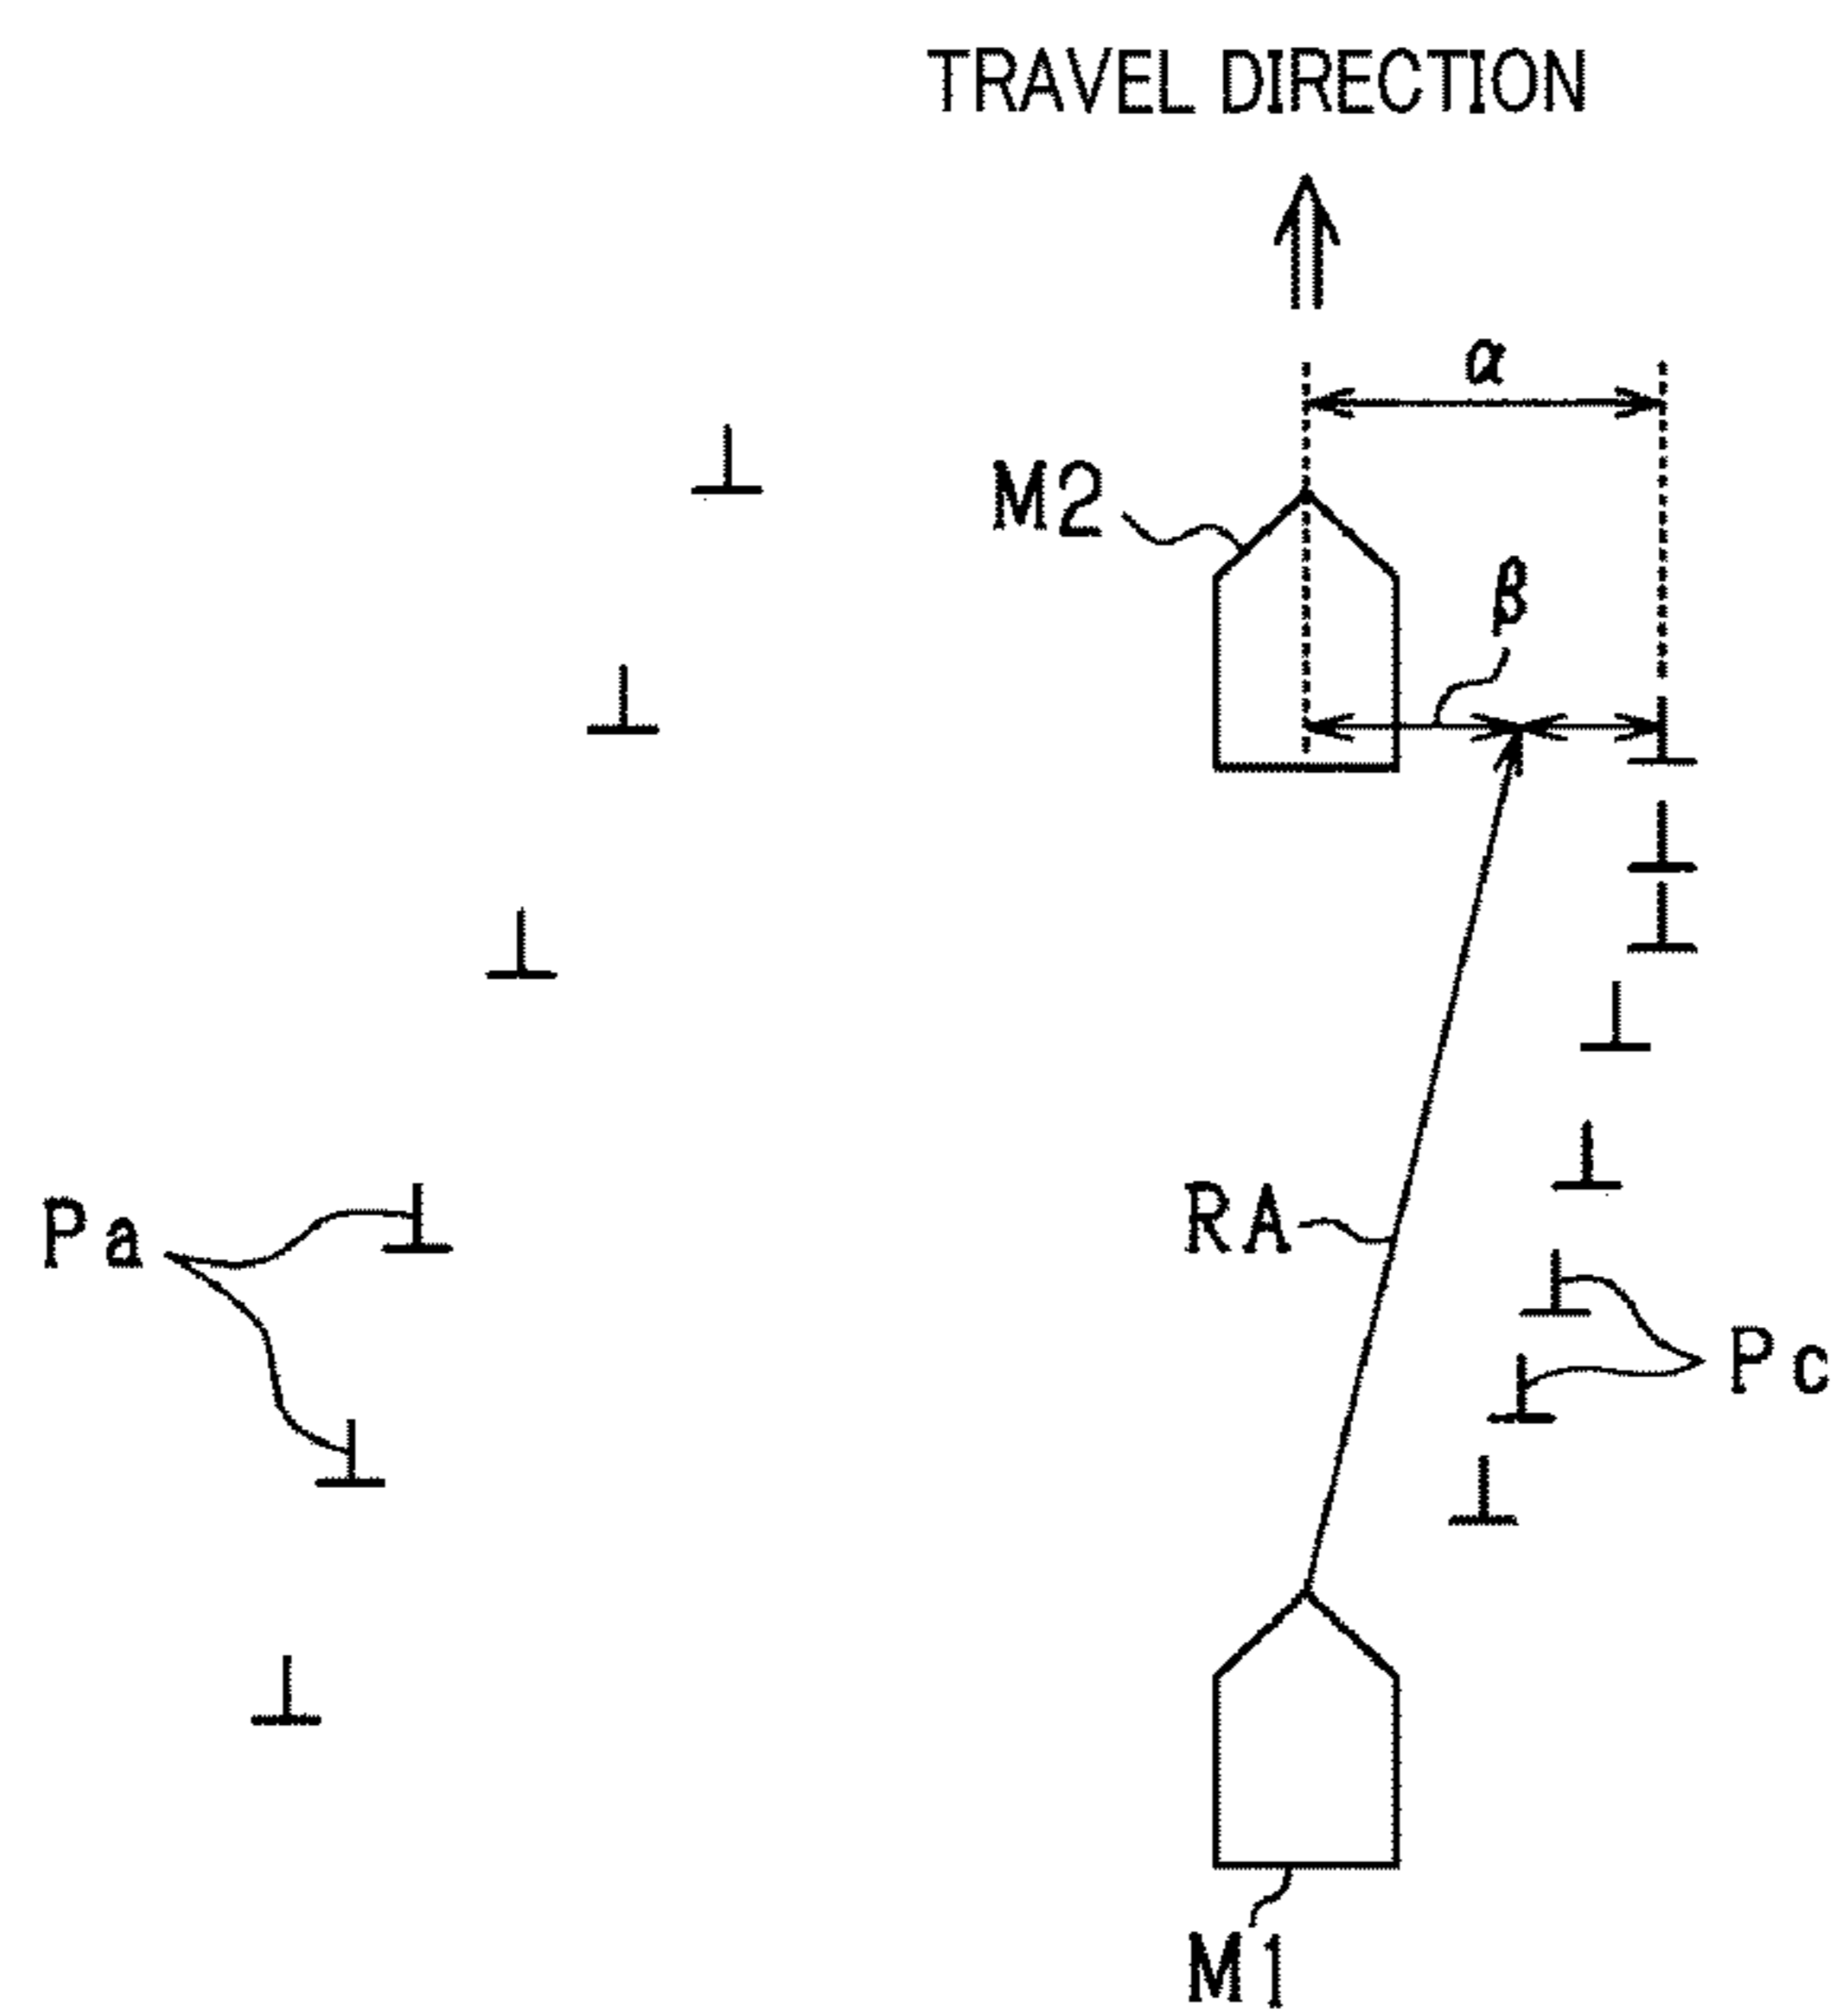 TRAVEL DIRECTION
α
M2
β
RA
Pa
Pc
M1